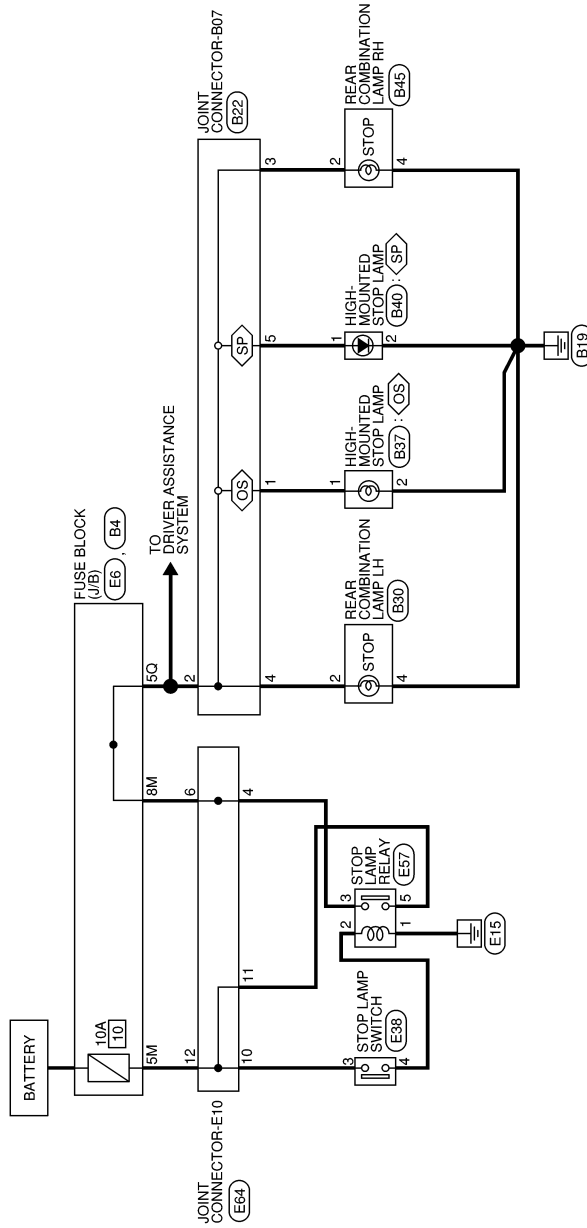 BATTERY
10A
10
FUSE BLOCK
(J/B)
E6 , B4
5M
8M
5Q
TO
DRIVER ASSISTANCE
SYSTEM
JOINT
CONNECTOR-E10
E64
12
6
10
11
4
JOINT
CONNECTOR-B07
B22
2
OS
SP
4
1
5
3
STOP LAMP
SWITCH
E38
3
4
STOP
LAMP
RELAY
E57
2
3
1
5
E15
REAR
COMBINATION
LAMP LH
B30
2
STOP
4
HIGH-
MOUNTED
STOP LAMP
B37 : OS
1
2
HIGH-
MOUNTED
STOP LAMP
B40 : SP
1
2
REAR
COMBINATION
LAMP RH
B45
2
STOP
4
B19